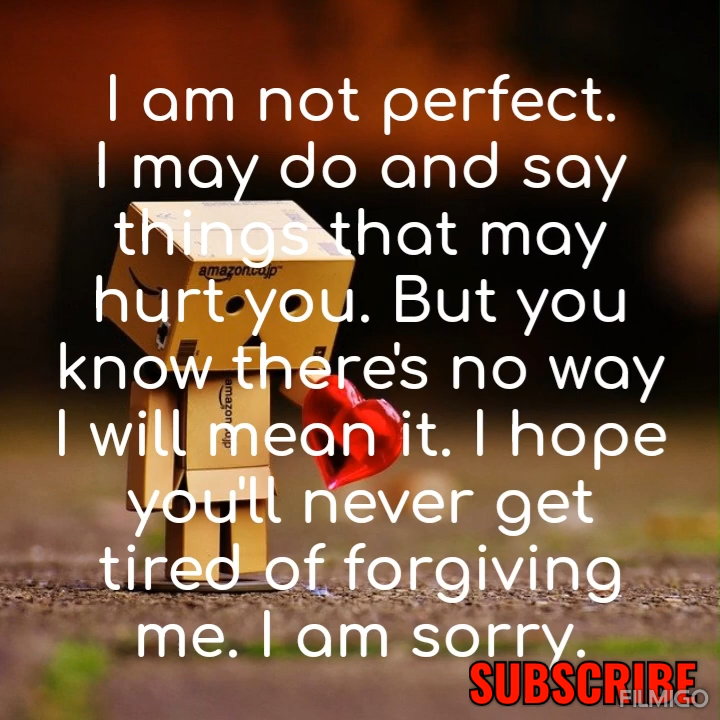 I am not perfect.
I may do and say
things that may
hurt you. But you
know there's no way
I will mean it. I hope
you'll never get
tired of forgiving
me. I am sorry.
amazon.co.jp
amazon.co.jp
SUBSCRIBE
FILMIGO